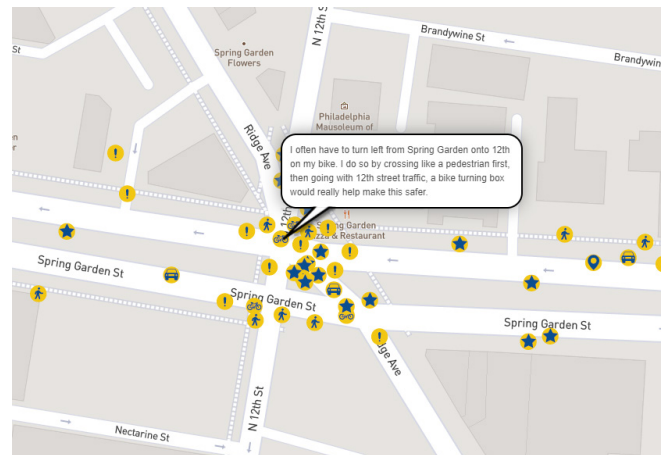 St
N 12th St
Brandywine St
Brandywin
Spring Garden
Flowers
Philadelphia
Mausoleum of
Ridge Ave
I often have to turn left from Spring Garden onto 12th
on my bike. I do so by crossing like a pedestrian first,
then going with 12th street traffic, a bike turning box
would really help make this safer.
12th
Garden
& Restaurant
Spring Garden St
Spring Garden St
Spring Garden St
Ave
N 12th St
Nectarine St